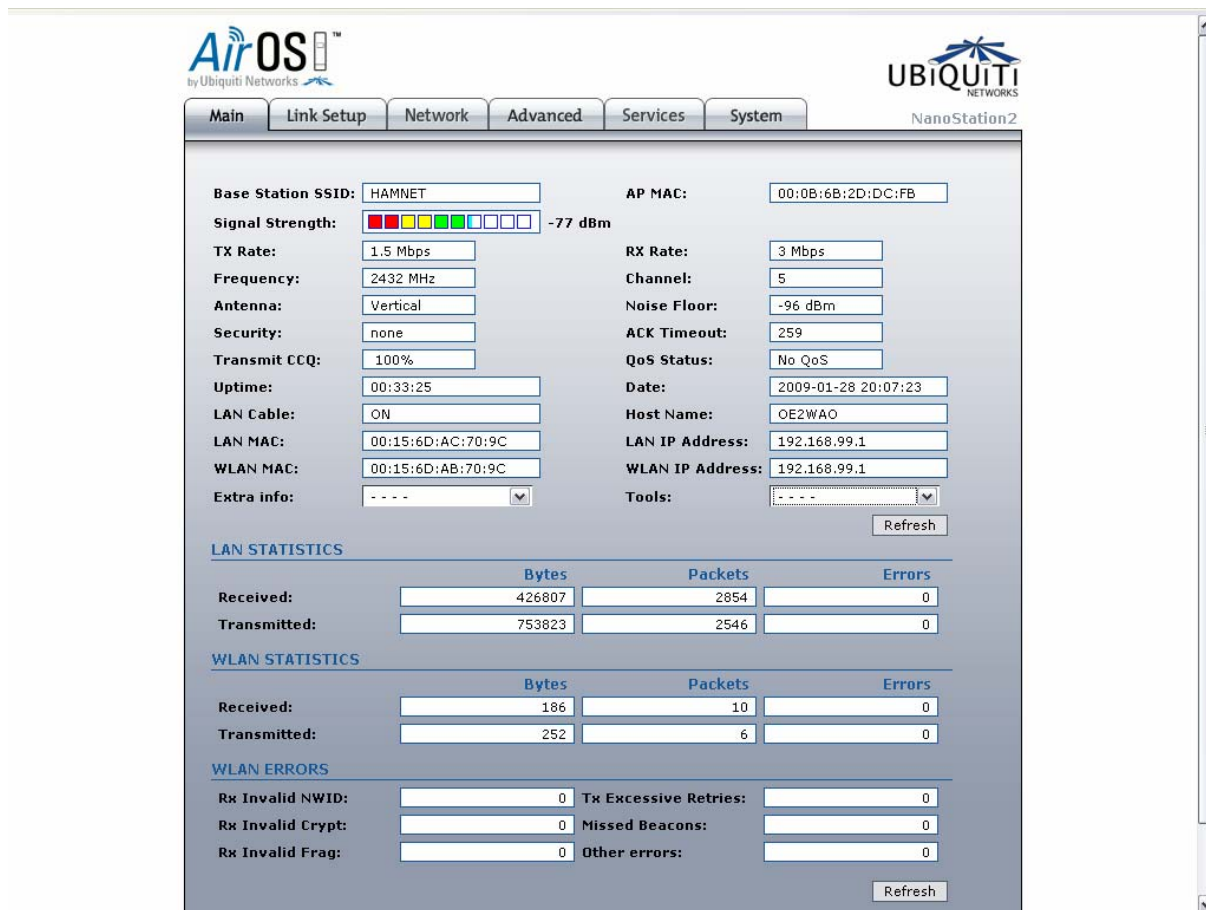 AirOS™
by Ubiquiti Networks
UBiQUiTi
NETWORKS
Main Link Setup Network Advanced Services System NanoStation2
Base Station SSID: HAMNET AP MAC: 00:0B:6B:2D:DC:FB
Signal Strength: -77 dBm
TX Rate: 1.5 Mbps RX Rate: 3 Mbps
Frequency: 2432 MHz Channel: 5
Antenna: Vertical Noise Floor: -96 dBm
Security: none ACK Timeout: 259
Transmit CCQ: 100% QoS Status: No QoS
Uptime: 00:33:25 Date: 2009-01-28 20:07:23
LAN Cable: ON Host Name: OE2WAO
LAN MAC: 00:15:6D:AC:70:9C LAN IP Address: 192.168.99.1
WLAN MAC: 00:15:6D:AB:70:9C WLAN IP Address: 192.168.99.1
Extra info: - - - - Tools: - - - -
Refresh
LAN STATISTICS
Bytes Packets Errors
Received: 426807 2854 0
Transmitted: 753823 2546 0
WLAN STATISTICS
Bytes Packets Errors
Received: 186 10 0
Transmitted: 252 6 0
WLAN ERRORS
Rx Invalid NWID: 0 Tx Excessive Retries: 0
Rx Invalid Crypt: 0 Missed Beacons: 0
Rx Invalid Frag: 0 Other errors: 0
Refresh